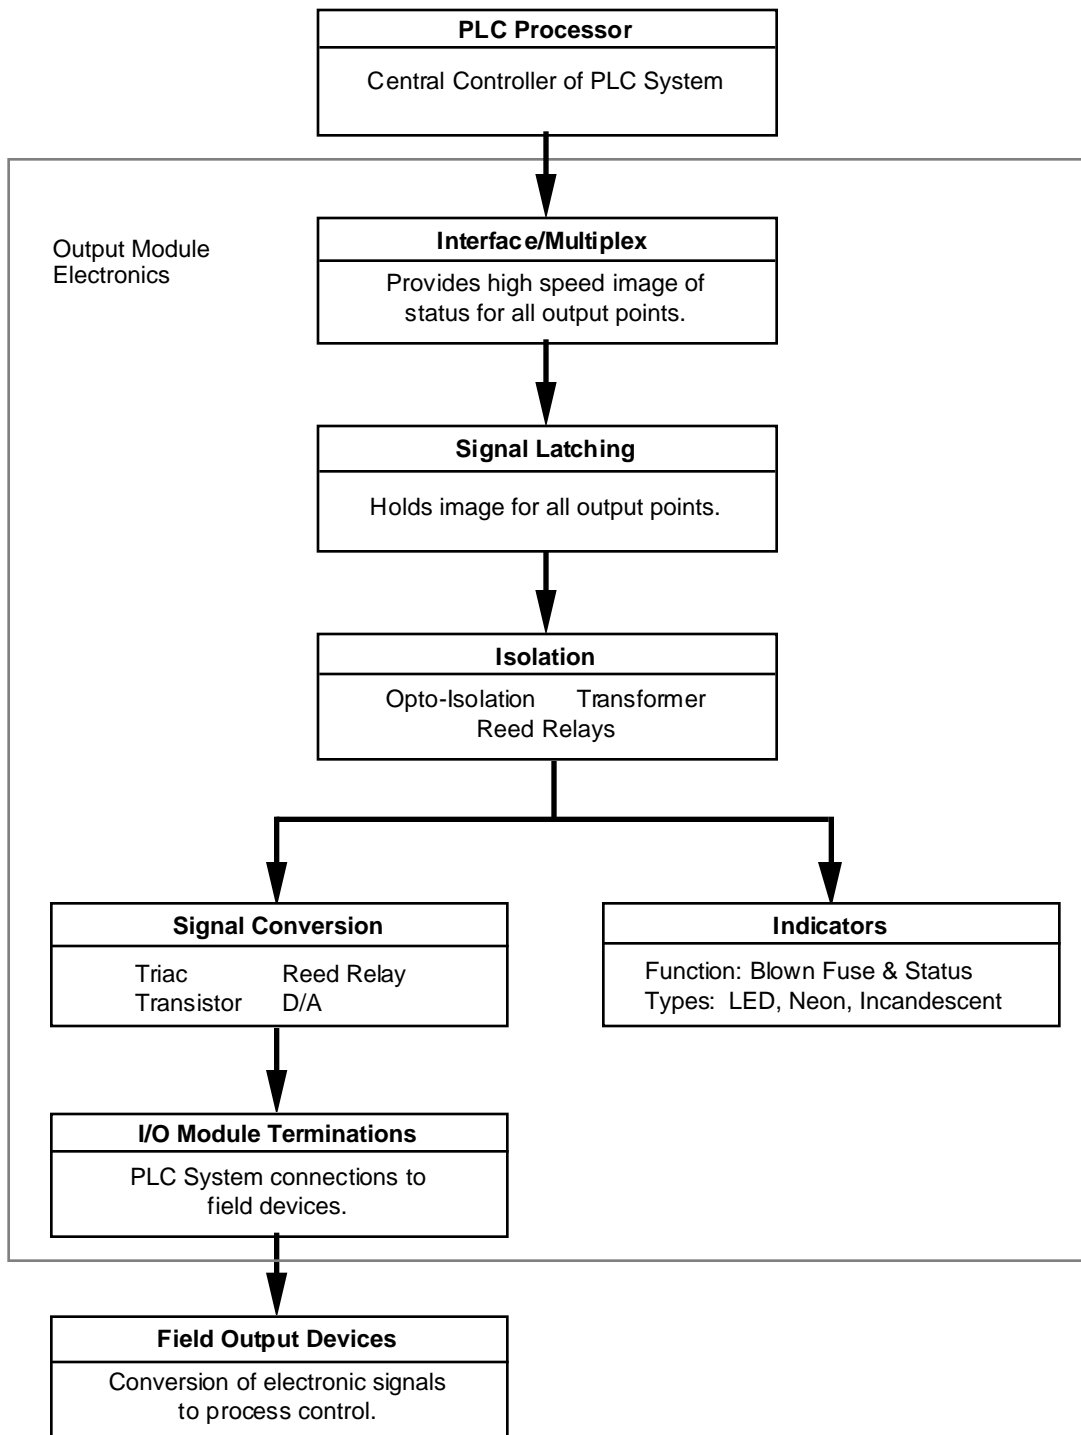 PLC Processor
Central Controller of PLC System
Output Module
Electronics
Interface/Multiplex
Provides high speed image of
status for all output points.
Signal Latching
Holds image for all output points.
Isolation
Opto-Isolation Transformer
Reed Relays
Signal Conversion
Triac Reed Relay
Transistor D/A
Indicators
Function: Blown Fuse & Status
Types: LED, Neon, Incandescent
I/O Module Terminations
PLC System connections to
field devices.
Field Output Devices
Conversion of electronic signals
to process control.